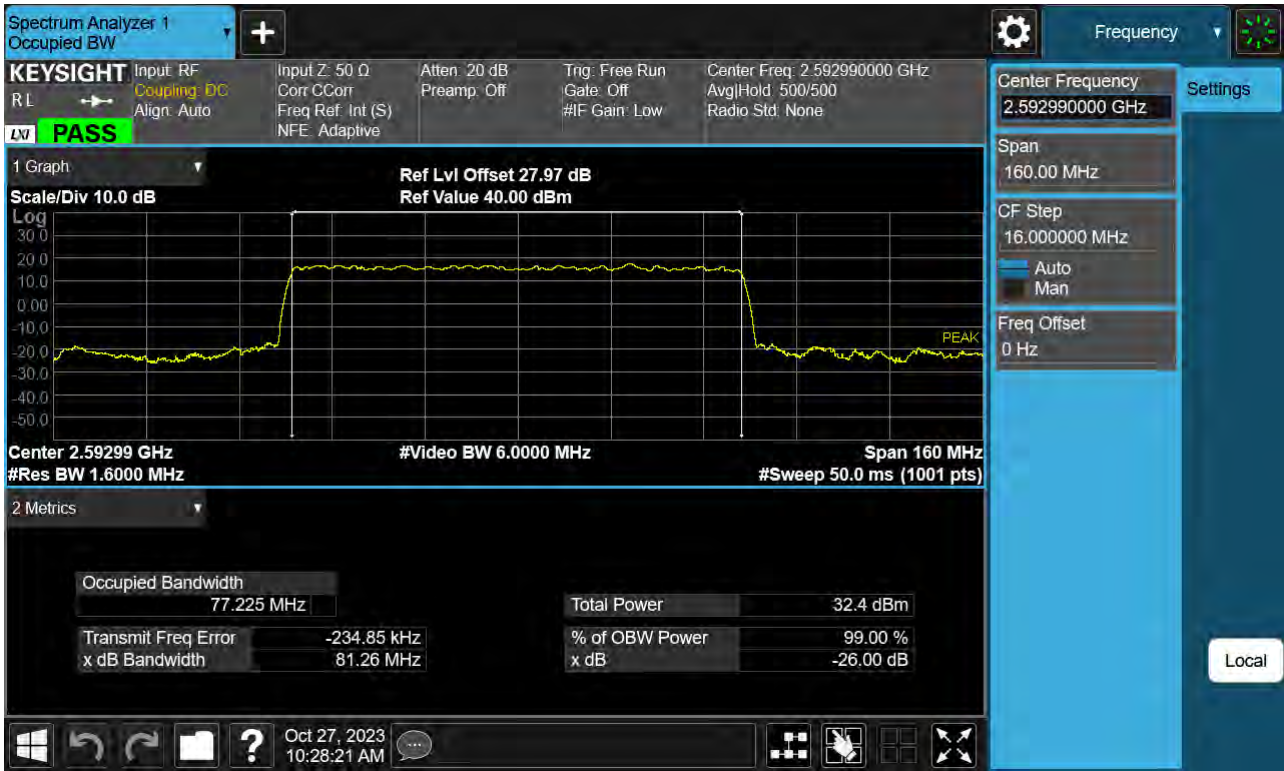 Spectrum Analyzer 1
Occupied BW
+
Frequency
KEYSIGHT
RL
LXI PASS
Input: RF
Coupling: DC
Align: Auto
Input Z: 50 Ω
Corr CCorr
Freq Ref: Int (S)
NFE: Adaptive
Atten: 20 dB
Preamp: Off
Trig: Free Run
Gate: Off
#IF Gain: Low
Center Freq: 2.592990000 GHz
Avg|Hold: 500/500
Radio Std: None
Center Frequency
2.592990000 GHz
Settings
Span
160.00 MHz
CF Step
16.000000 MHz
Auto
Man
Freq Offset
0 Hz
Local
1 Graph
Scale/Div 10.0 dB
Ref Lvl Offset 27.97 dB
Ref Value 40.00 dBm
Log
30.0
20.0
10.0
0.00
-10.0
-20.0
-30.0
-40.0
-50.0
PEAK
Center 2.59299 GHz
#Video BW 6.0000 MHz
Span 160 MHz
#Res BW 1.6000 MHz
#Sweep 50.0 ms (1001 pts)
2 Metrics
Occupied Bandwidth
77.225 MHz
Total Power 32.4 dBm
Transmit Freq Error -234.85 kHz
% of OBW Power 99.00 %
x dB Bandwidth 81.26 MHz
x dB -26.00 dB
?
Oct 27, 2023
10:28:21 AM